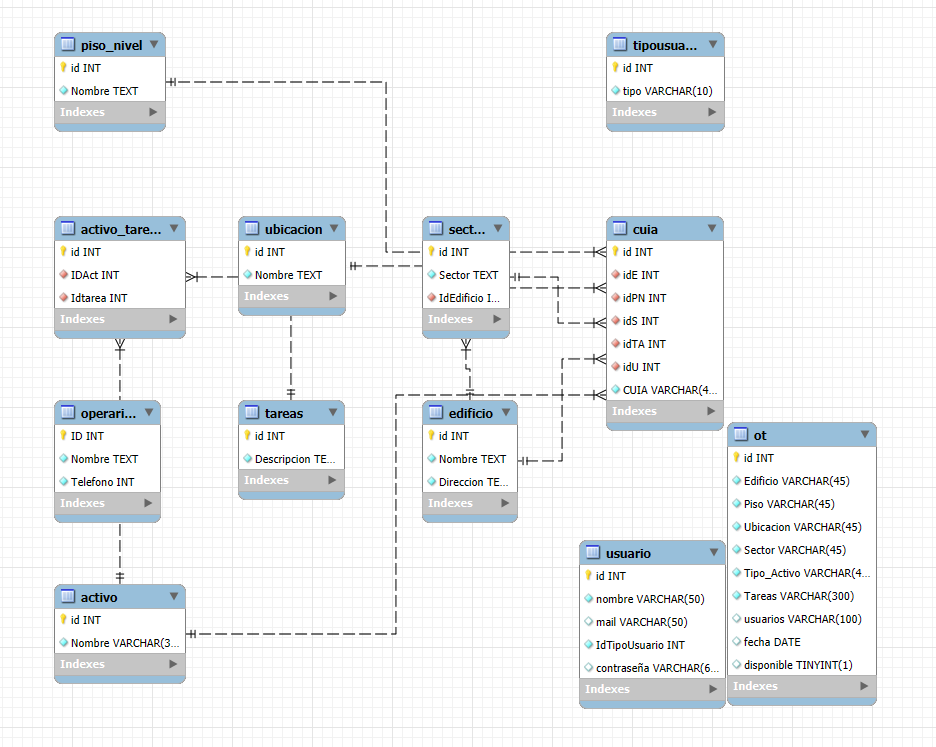 piso_nivel
id INT
Nombre TEXT
Indexes
tipousua...
id INT
tipo VARCHAR(10)
Indexes
activo_tare...
id INT
IDAct INT
Idtarea INT
Indexes
ubicacion
id INT
Nombre TEXT
Indexes
sect...
id INT
Sector TEXT
IdEdificio I...
Indexes
cuia
id INT
idE INT
idPN INT
idS INT
idTA INT
idU INT
CUIA VARCHAR(4...
Indexes
operari...
ID INT
Nombre TEXT
Telefono INT
Indexes
tareas
id INT
Descripcion TE...
Indexes
edificio
id INT
Nombre TEXT
Direccion TE...
Indexes
ot
id INT
Edificio VARCHAR(45)
Piso VARCHAR(45)
Ubicacion VARCHAR(45)
Sector VARCHAR(45)
Tipo_Activo VARCHAR(4...
Tareas VARCHAR(300)
usuarios VARCHAR(100)
fecha DATE
disponible TINYINT(1)
Indexes
usuario
id INT
nombre VARCHAR(50)
mail VARCHAR(50)
IdTipoUsuario INT
contraseña VARCHAR(6...
Indexes
activo
id INT
Nombre VARCHAR(3...
Indexes